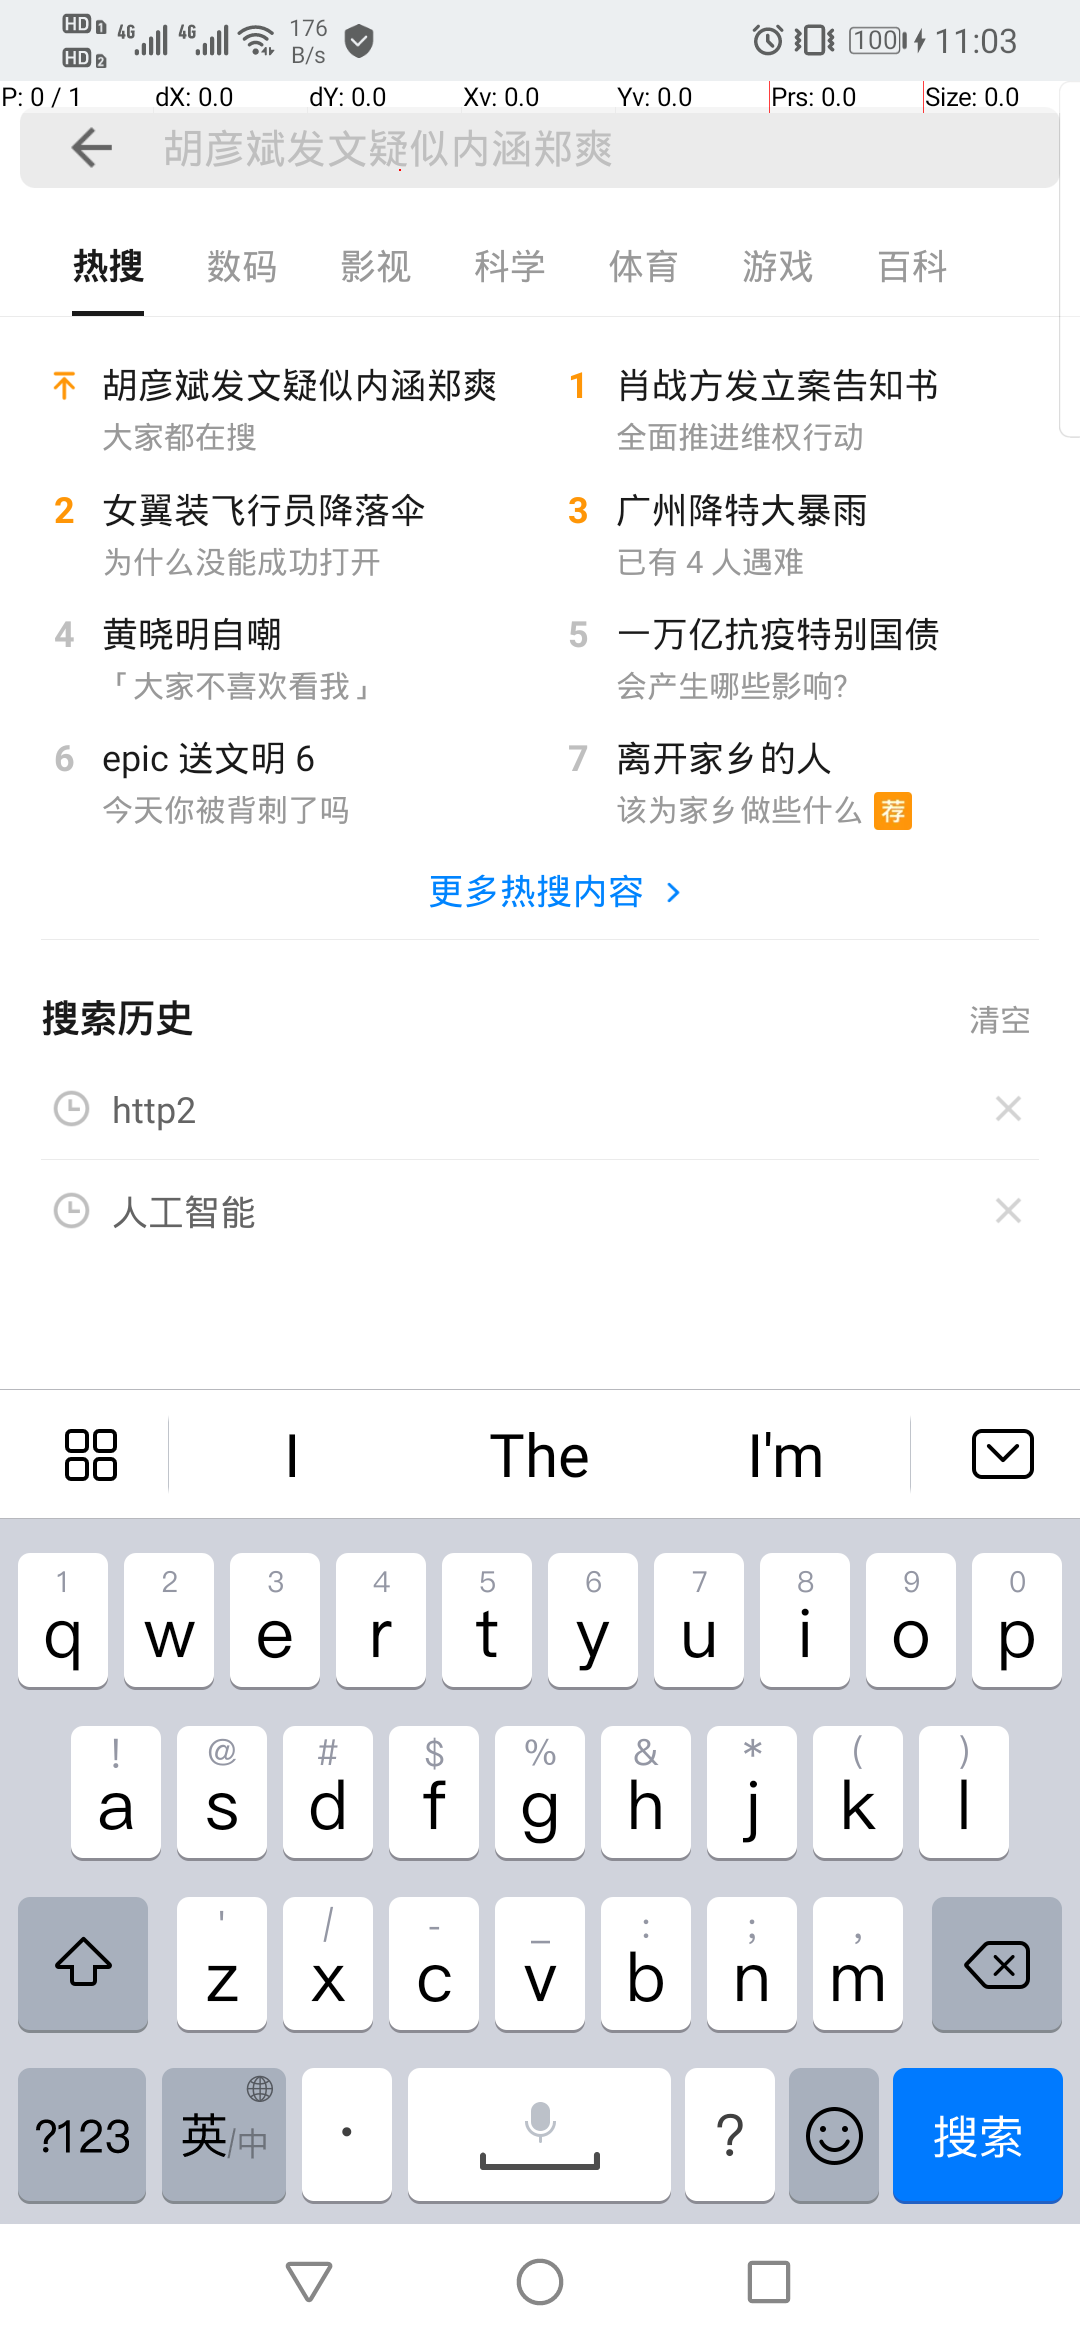 HD 1 4G 4G 176 B/s 100 11:03
HD 2
P: 0 / 1 dX: 0.0 dY: 0.0 Xv: 0.0 Yv: 0.0 Prs: 0.0 Size: 0.0
胡彦斌发文疑似内涵郑爽
热搜 数码 影视 科学 体育 游戏 百科
胡彦斌发文疑似内涵郑爽
大家都在搜
1 肖战方发立案告知书
全面推进维权行动
2 女翼装飞行员降落伞
为什么没能成功打开
3 广州降特大暴雨
已有 4 人遇难
4 黄晓明自嘲
「大家不喜欢看我」
5 一万亿抗疫特别国债
会产生哪些影响?
6 epic 送文明 6
今天你被背刺了吗
7 离开家乡的人
该为家乡做些什么 荐
更多热搜内容
搜索历史 清空
http2
人工智能
I The I'm
1 2 3 4 5 6 7 8 9 0
q w e r t y u i o p
! @ # $ % & * ( )
a s d f g h j k l
' / - _ : ; ,
z x c v b n m
?123 英/中 . ? 搜索